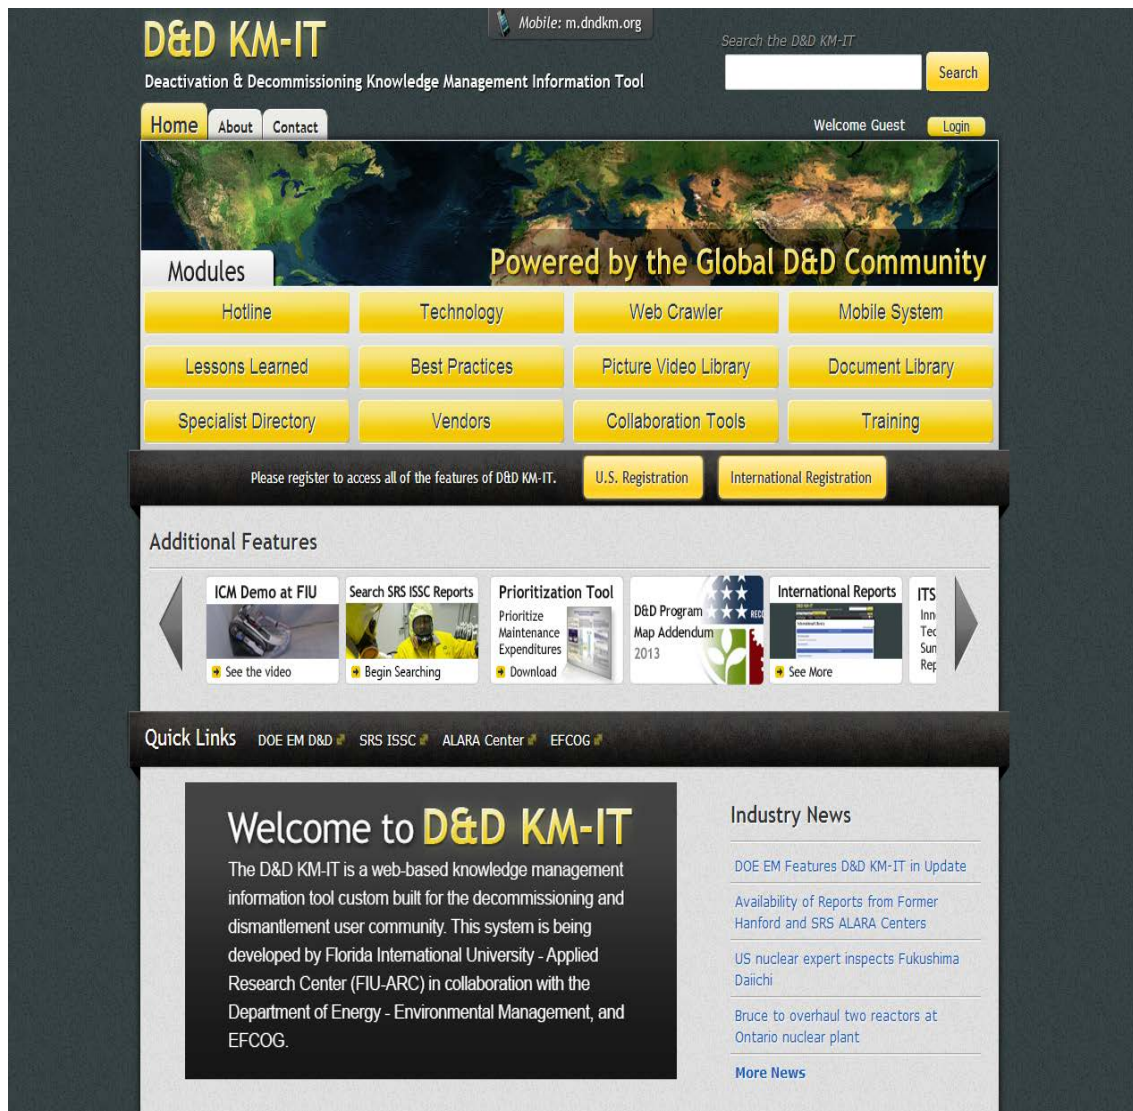 D&D KM-IT
Mobile: m.dndkm.org
Search the D&D KM-IT
Search
Deactivation & Decommissioning Knowledge Management Information Tool
Home About Contact
Welcome Guest Login
Modules
Powered by the Global D&D Community
Hotline Technology Web Crawler Mobile System
Lessons Learned Best Practices Picture Video Library Document Library
Specialist Directory Vendors Collaboration Tools Training
Please register to access all of the features of D&D KM-IT. U.S. Registration International Registration
Additional Features
ICM Demo at FIU
See the video
Search SRS ISSC Reports
Begin Searching
Prioritization Tool
Prioritize
Maintenance
Expenditures
Download
D&D Program
Map Addendum
2013
RECO
International Reports
See More
ITS
Inn
Tec
Sun
Rep
Quick Links DOE EM D&D SRS ISSC ALARA Center EFCOG
Welcome to D&D KM-IT
The D&D KM-IT is a web-based knowledge management
information tool custom built for the decommissioning and
dismantlement user community. This system is being
developed by Florida International University - Applied
Research Center (FIU-ARC) in collaboration with the
Department of Energy - Environmental Management, and
EFCOG.
Industry News
DOE EM Features D&D KM-IT in Update
Availability of Reports from Former
Hanford and SRS ALARA Centers
US nuclear expert inspects Fukushima
Daiichi
Bruce to overhaul two reactors at
Ontario nuclear plant
More News